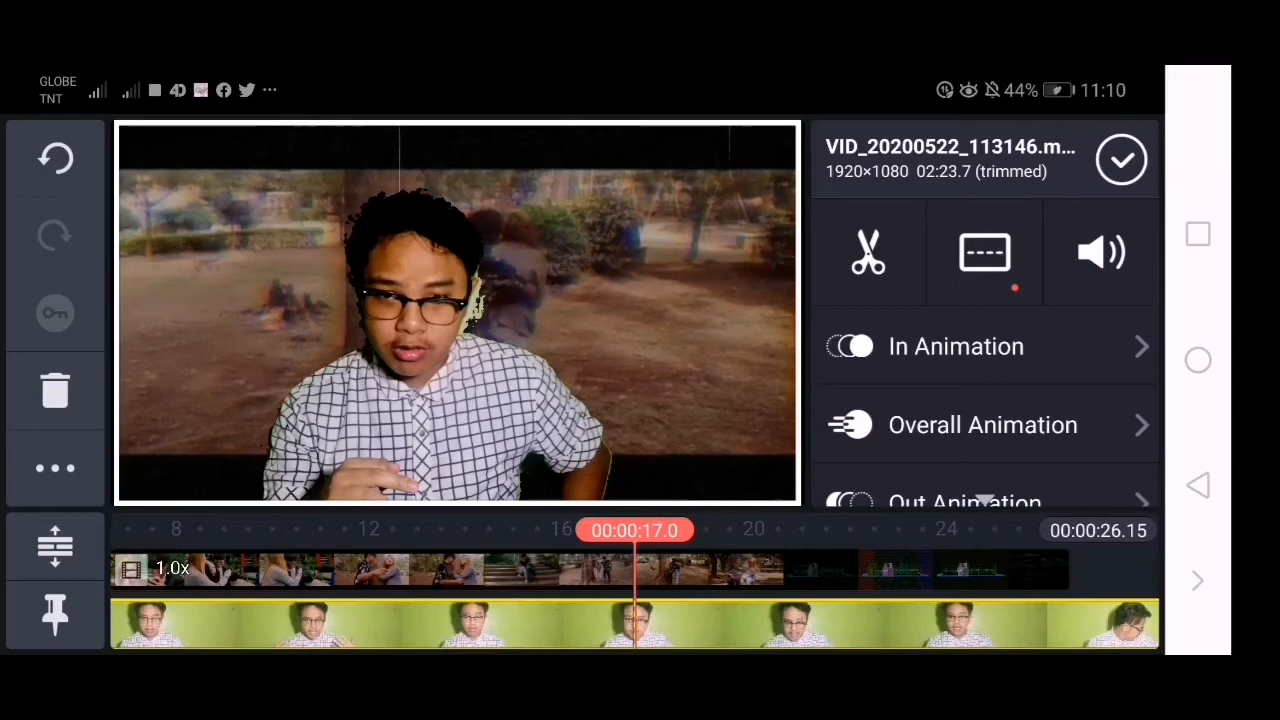 GLOBE
TNT
4D
44%
11:10
VID_20200522_113146.m...
1920×1080 02:23.7 (trimmed)
In Animation
Overall Animation
Out Animation
8
12
16
00:00:17.0
20
24
00:00:26.15
1.0x